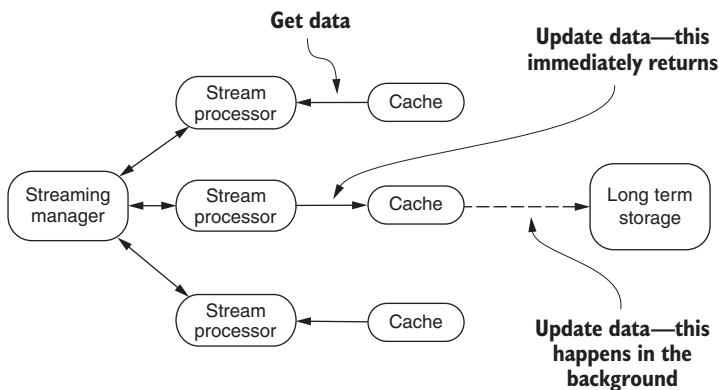 Get data
Update data—this
immediately returns
Stream
processor
Cache
Streaming
manager
Stream
processor
Cache
Long term
storage
Stream
processor
Cache
Update data—this
happens in the
background